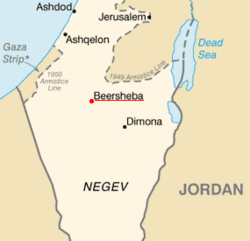 Ashdod
Jerusalem
Ashqelon
Gaza
Strip*
1950
Armistice
Line
1949 Armistice
Line
Dead
Sea
Beersheba
Dimona
NEGEV
JORDAN